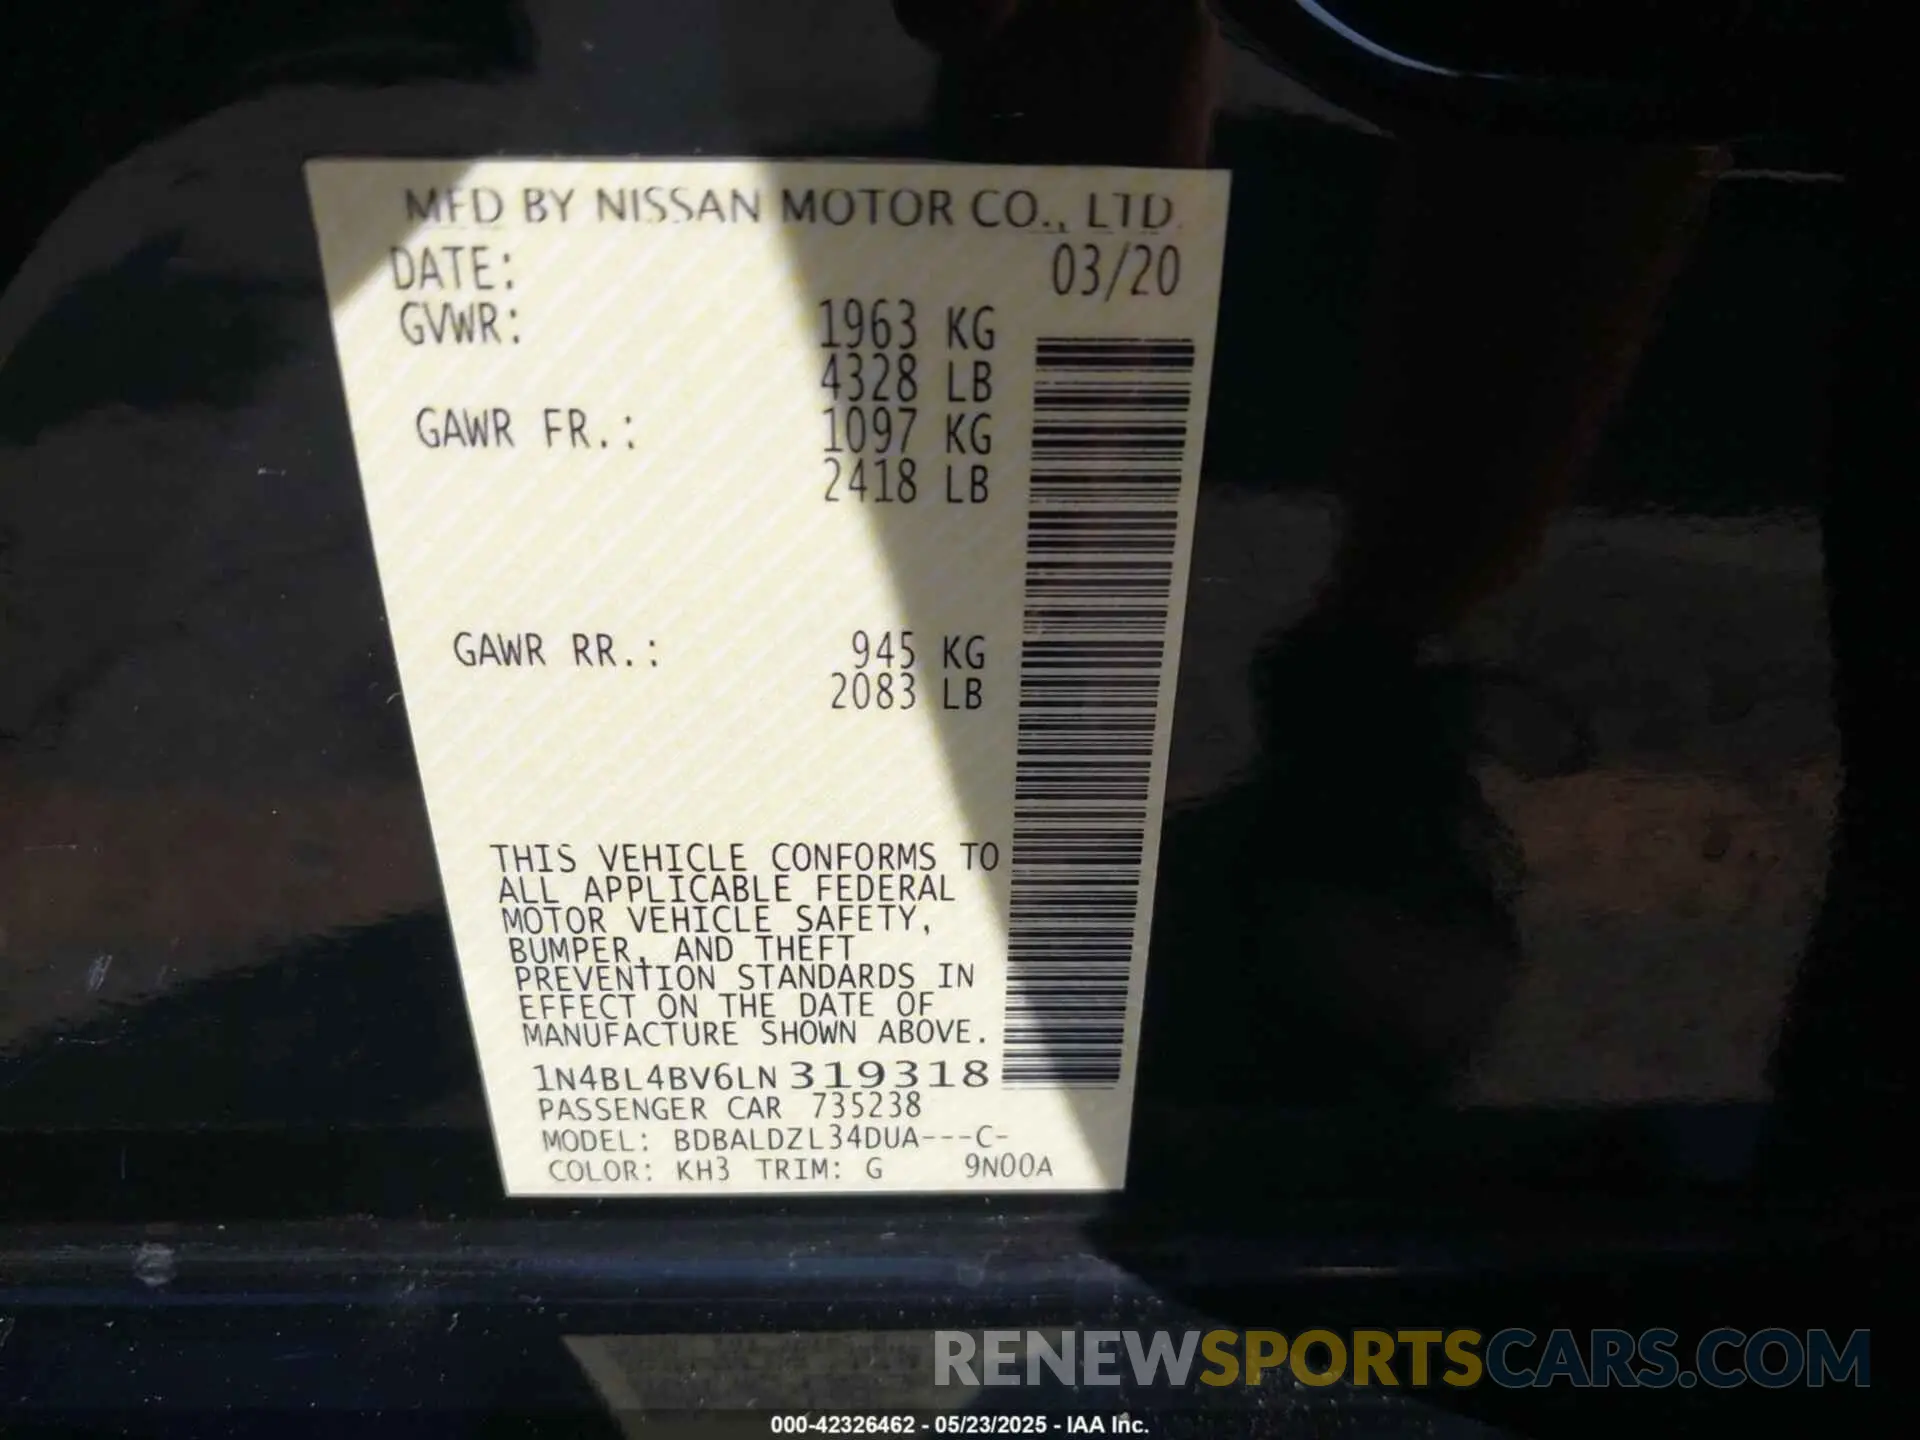 MFD BY NISSAN MOTOR CO., LTD.
DATE: 03/20
GVWR: 1963 KG
4328 LB
GAWR FR.: 1097 KG
2418 LB
GAWR RR.: 945 KG
2083 LB
THIS VEHICLE CONFORMS TO
ALL APPLICABLE FEDERAL
MOTOR VEHICLE SAFETY,
BUMPER, AND THEFT
PREVENTION STANDARDS IN
EFFECT ON THE DATE OF
MANUFACTURE SHOWN ABOVE.
1N4BL4BV6LN319318
PASSENGER CAR 735238
MODEL: BDBALDZL34DUA---C-
COLOR: KH3 TRIM: G 9N00A
RENEWSPORTSCARS.COM
000-42326462 - 05/23/2025 - IAA Inc.